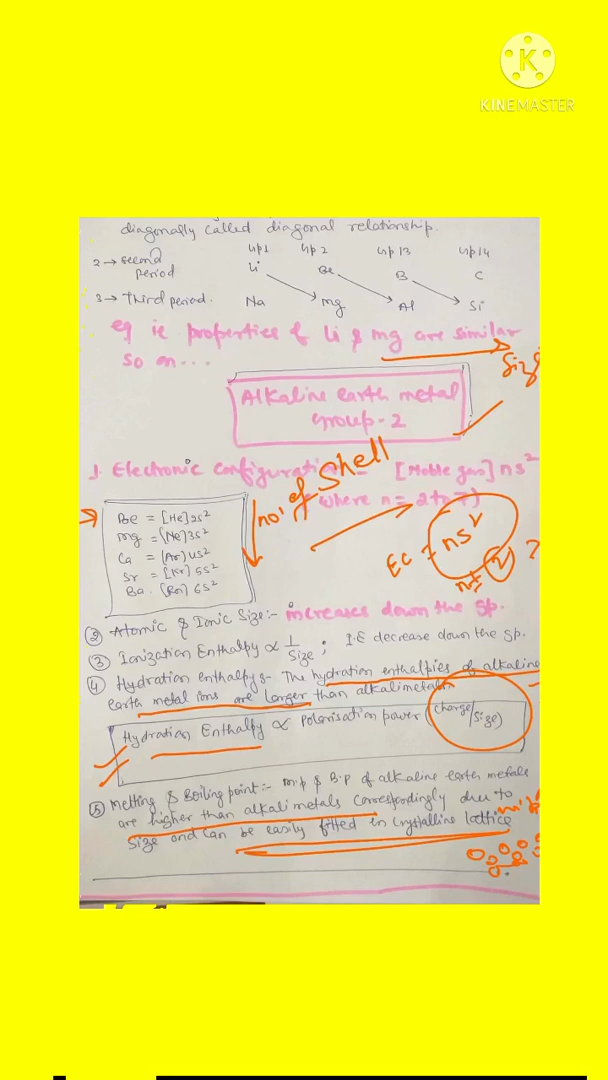 KINEMASTER
diagonally called diagonal relationship.
Gp1 Gp2 Gp13 Gp14
2 → second period Li Be B C
3 → Third period. Na Mg Al Si
eg ie properties of Li & Mg are similar
so on...
Size
Alkaline earth metal
Group-2
1. Electronic configuration = [Noble gas] ns²
where n = 2 to 7)
no. of Shell
Be = [He]2s²
Mg = [Ne]3s²
Ca = [Ar]4s²
Sr = [Kr]5s²
Ba. [Rn]6s²
EC = ns²
② Atomic & Ionic Size:- increases down the gp.
③ Ionization Enthalpy ∝ 1/Size ; I.E decrease down the gp.
④ Hydration enthalpy:- The hydration enthalpies of alkaline
earth metal ions are larger than alkali metals
Hydration Enthalpy ∝ Polarisation power (charge/size)
⑤ Melting & Boiling point:- m.p & B.P of alkaline earth metals
are higher than alkali metals correspondingly due to
size and can be easily fitted in crystalline lattice